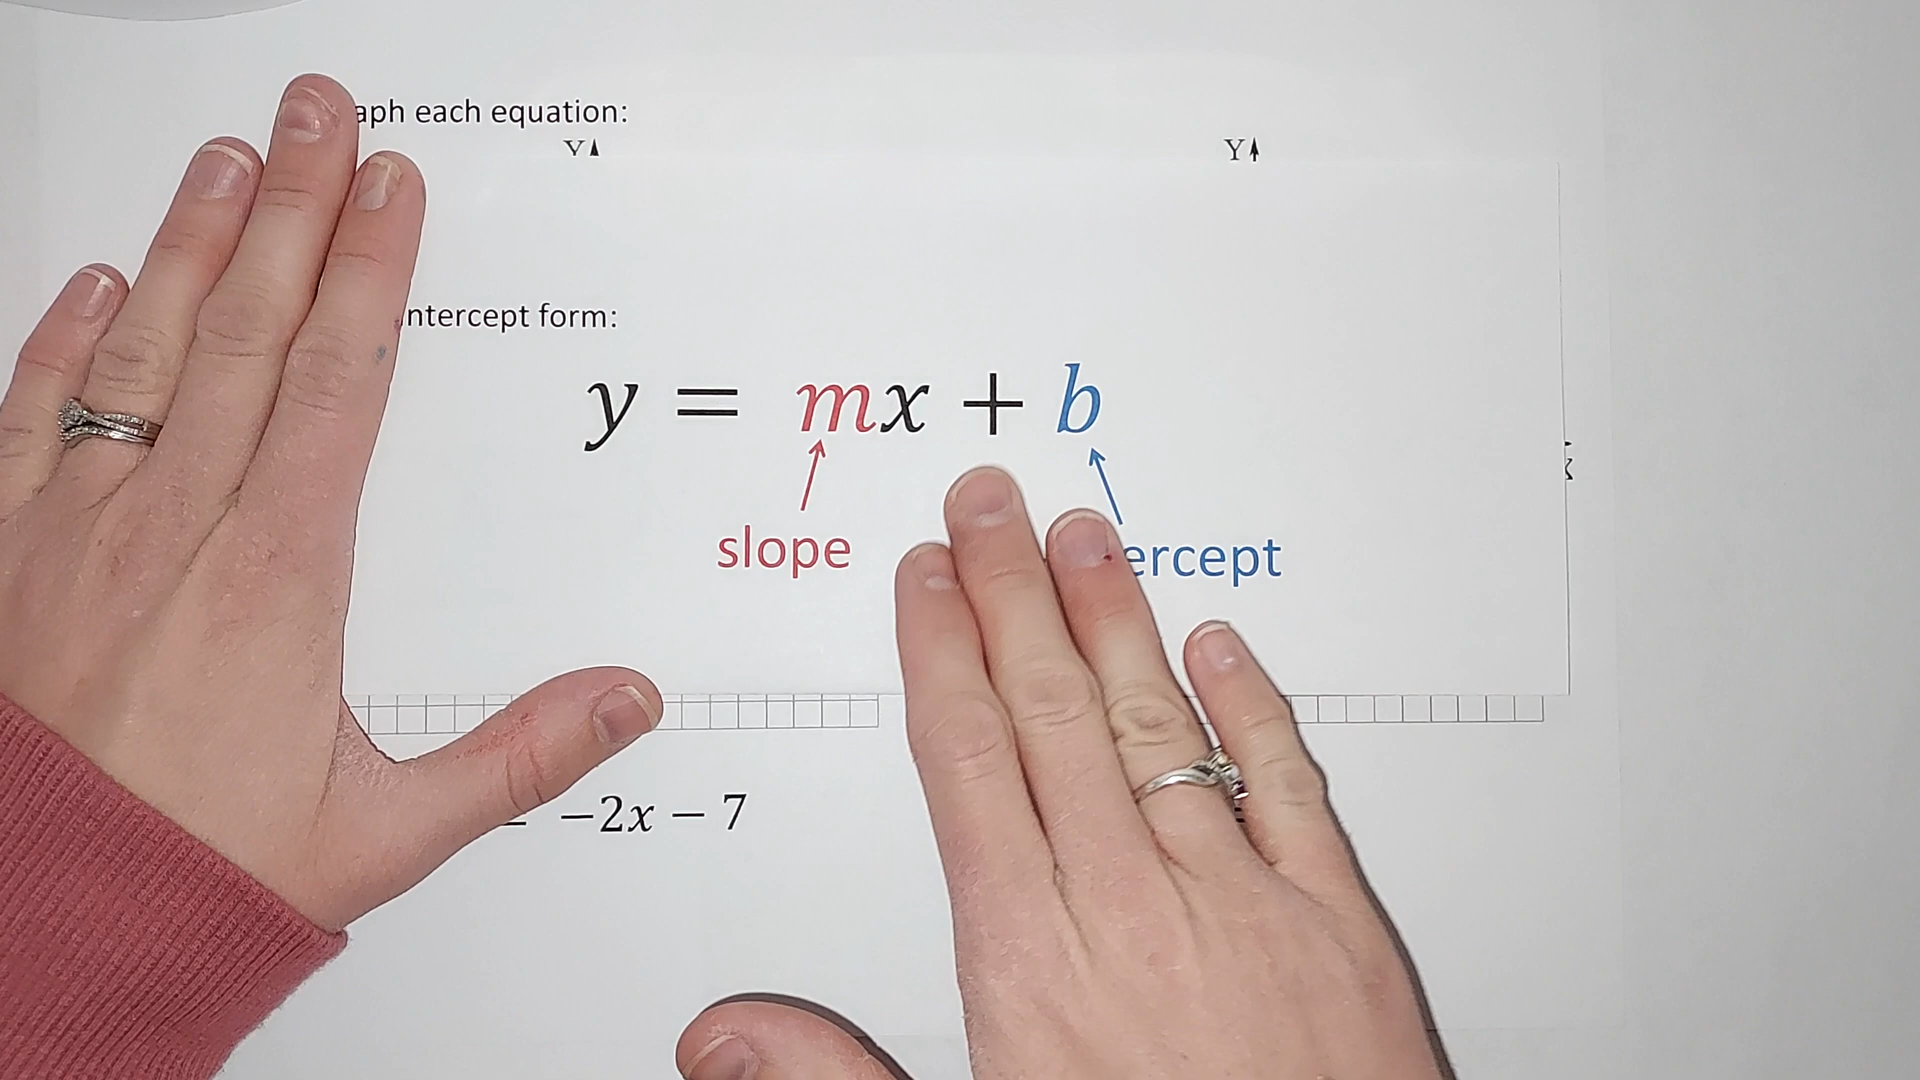 aph each equation:
Y Y
ntercept form:
y = mx + b
slope ercept
−2x − 7